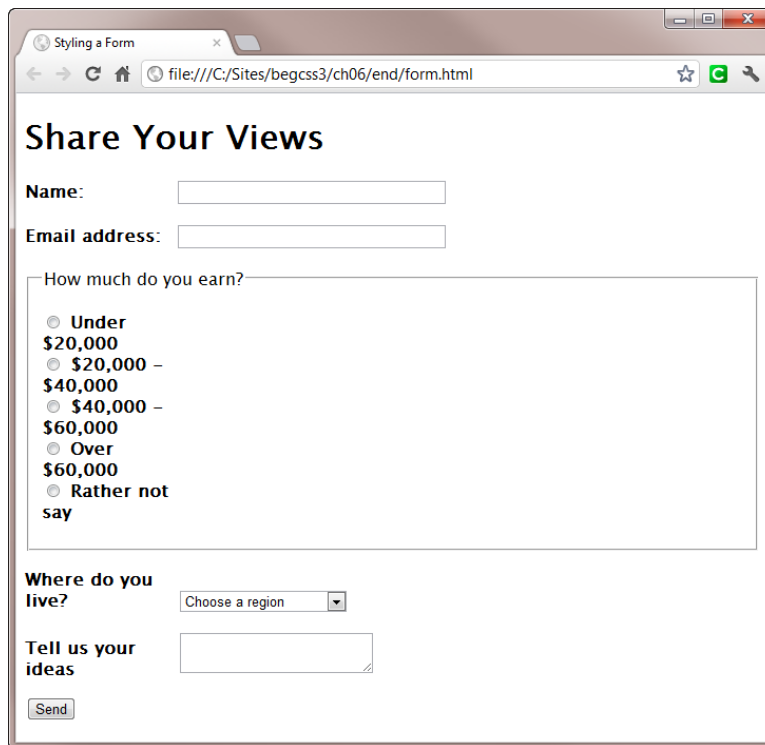 Styling a Form
file:///C:/Sites/begcss3/ch06/end/form.html
Share Your Views
Name:
Email address:
How much do you earn?
Under
$20,000
$20,000 –
$40,000
$40,000 –
$60,000
Over
$60,000
Rather not
say
Where do you
live?
Choose a region
Tell us your
ideas
Send